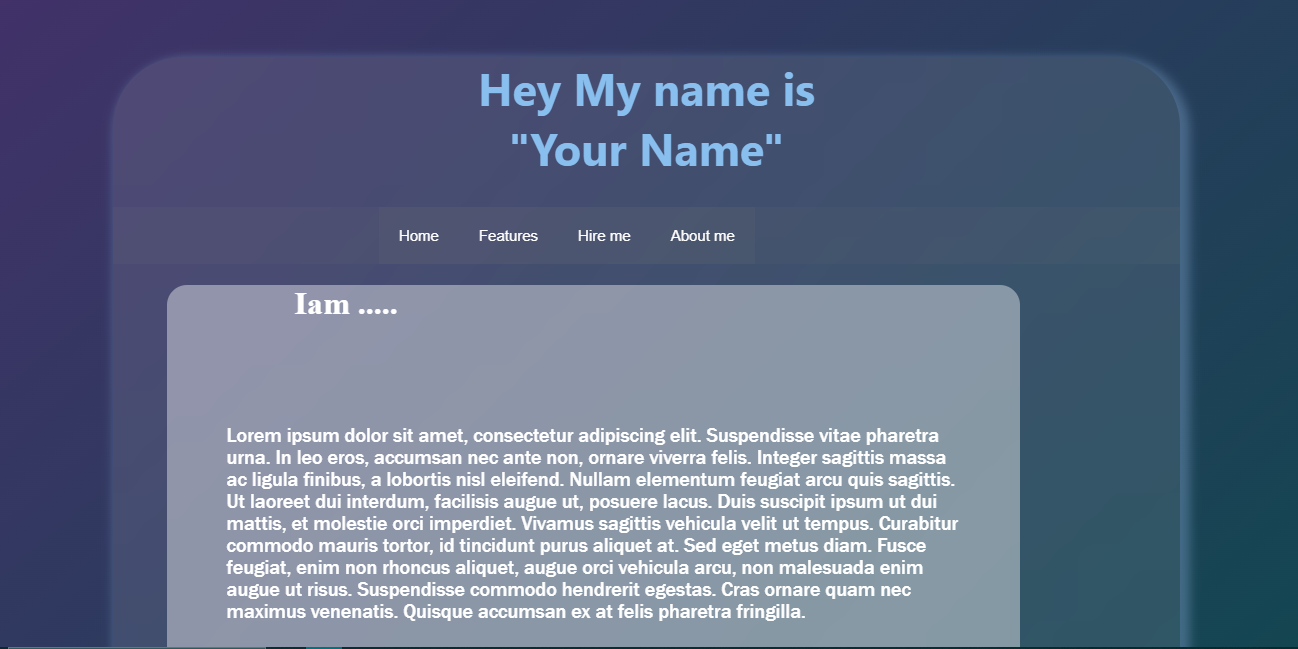 Hey My name is
"Your Name"
Home Features Hire me About me
Iam .....
Lorem ipsum dolor sit amet, consectetur adipiscing elit. Suspendisse vitae pharetra
urna. In leo eros, accumsan nec ante non, ornare viverra felis. Integer sagittis massa
ac ligula finibus, a lobortis nisl eleifend. Nullam elementum feugiat arcu quis sagittis.
Ut laoreet dui interdum, facilisis augue ut, posuere lacus. Duis suscipit ipsum ut dui
mattis, et molestie orci imperdiet. Vivamus sagittis vehicula velit ut tempus. Curabitur
commodo mauris tortor, id tincidunt purus aliquet at. Sed eget metus diam. Fusce
feugiat, enim non rhoncus aliquet, augue orci vehicula arcu, non malesuada enim
augue ut risus. Suspendisse commodo hendrerit egestas. Cras ornare quam nec
maximus venenatis. Quisque accumsan ex at felis pharetra fringilla.